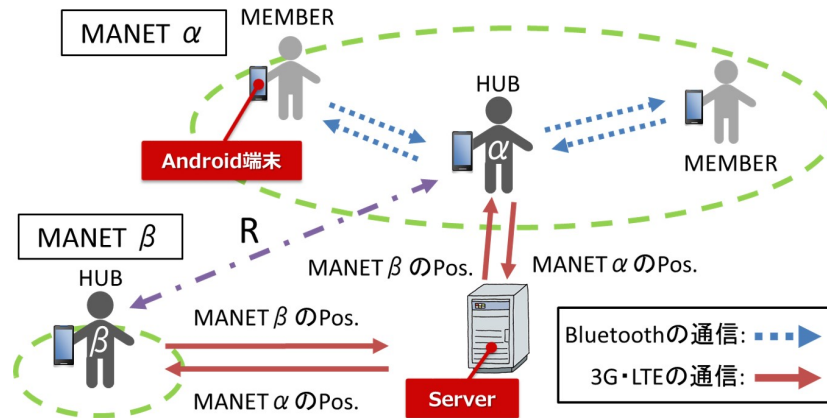 MANET α
MEMBER
HUB
α
MEMBER
Android端末
R
MANET β
HUB
β
MANET βのPos.
MANET αのPos.
MANET βのPos.
MANET αのPos.
Server
Bluetoothの通信:
3G・LTEの通信: